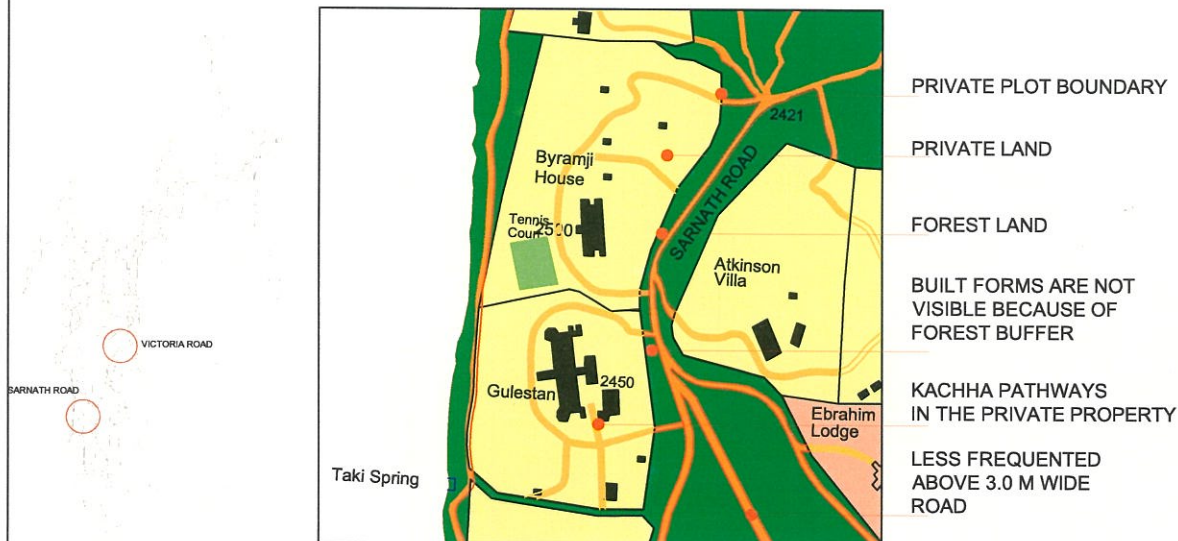 VICTORIA ROAD
SARNATH ROAD
2421
SARNATH ROAD
Byramji
House
Tennis
Court
Atkinson
Villa
Gulestan
2450
Ebrahim
Lodge
Taki Spring
PRIVATE PLOT BOUNDARY
PRIVATE LAND
FOREST LAND
BUILT FORMS ARE NOT
VISIBLE BECAUSE OF
FOREST BUFFER
KACHHA PATHWAYS
IN THE PRIVATE PROPERTY
LESS FREQUENTED
ABOVE 3.0 M WIDE
ROAD